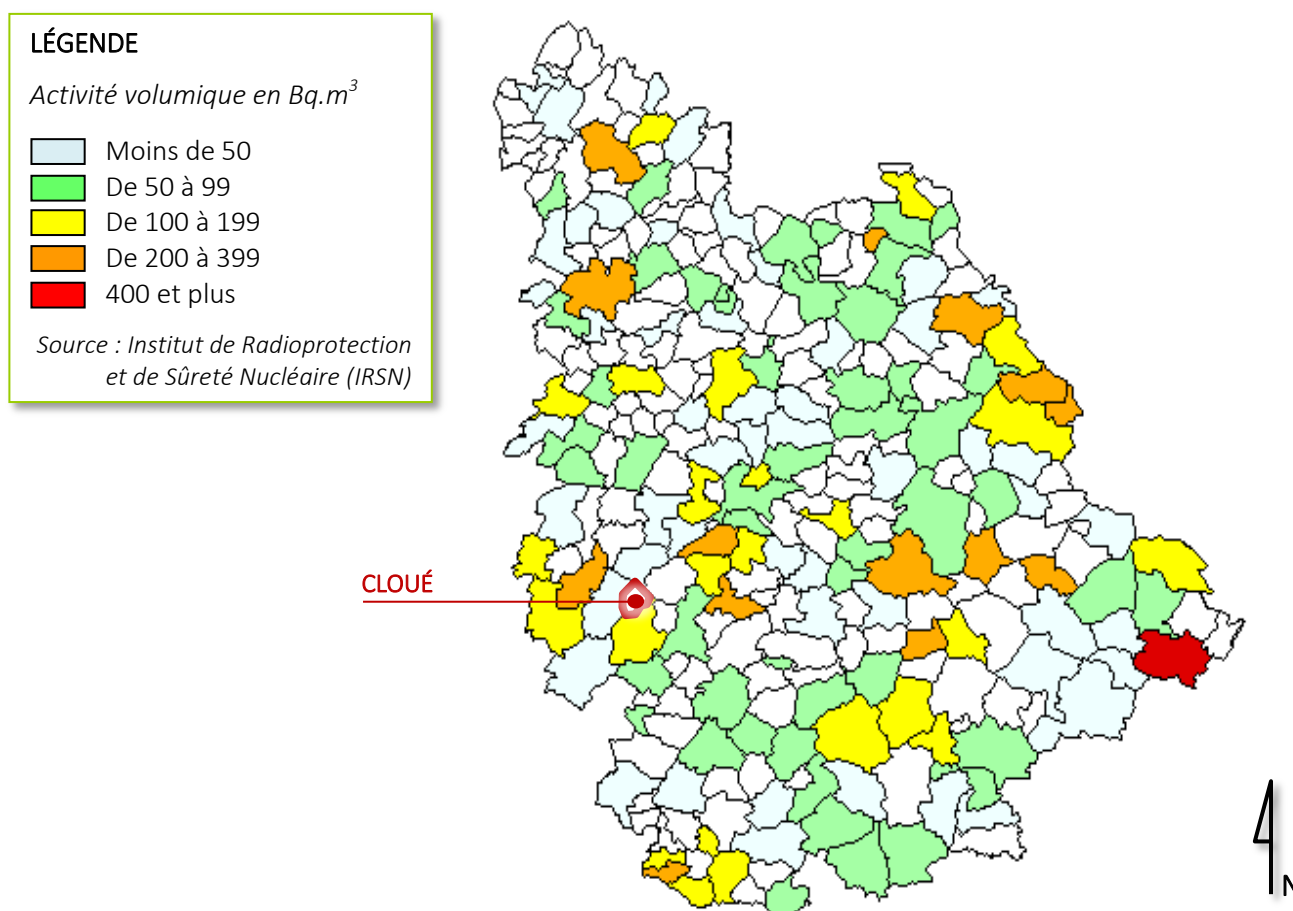 LÉGENDE
Activité volumique en Bq.m³
Moins de 50
De 50 à 99
De 100 à 199
De 200 à 399
400 et plus
Source : Institut de Radioprotection
et de Sûreté Nucléaire (IRSN)
CLOUÉ
N